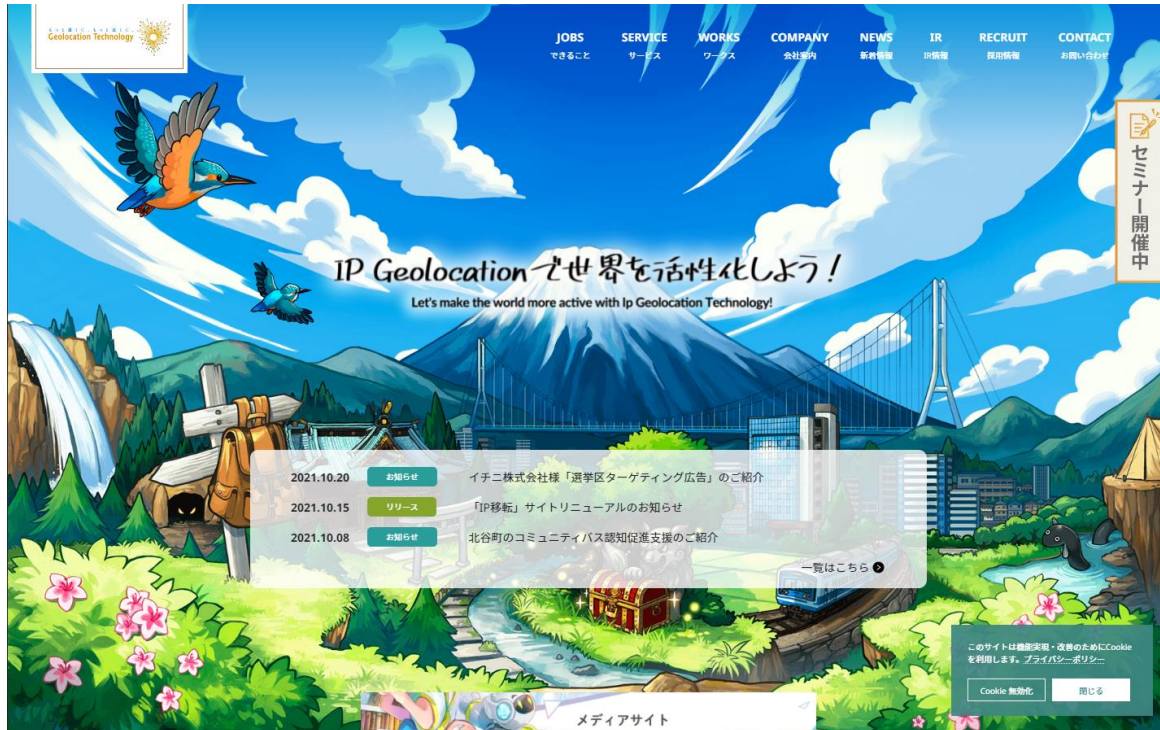 Geolocation Technology
JOBS
できること
SERVICE
サービス
WORKS
ワークス
COMPANY
会社案内
NEWS
新着情報
IR
IR情報
RECRUIT
採用情報
CONTACT
お問い合わせ
セミナー開催中
IP Geolocationで世界を活性化しよう!
Let's make the world more active with Ip Geolocation Technology!
2021.10.20 お知らせ イチニ株式会社様「選挙区ターゲティング広告」のご紹介
2021.10.15 リリース 「IP移転」サイトリニューアルのお知らせ
2021.10.08 お知らせ 北谷町のコミュニティバス認知促進支援のご紹介
一覧はこちら
このサイトは機能実現・改善のためにCookie
を利用します。プライバシーポリシー
Cookie 無効化
閉じる
メディアサイト